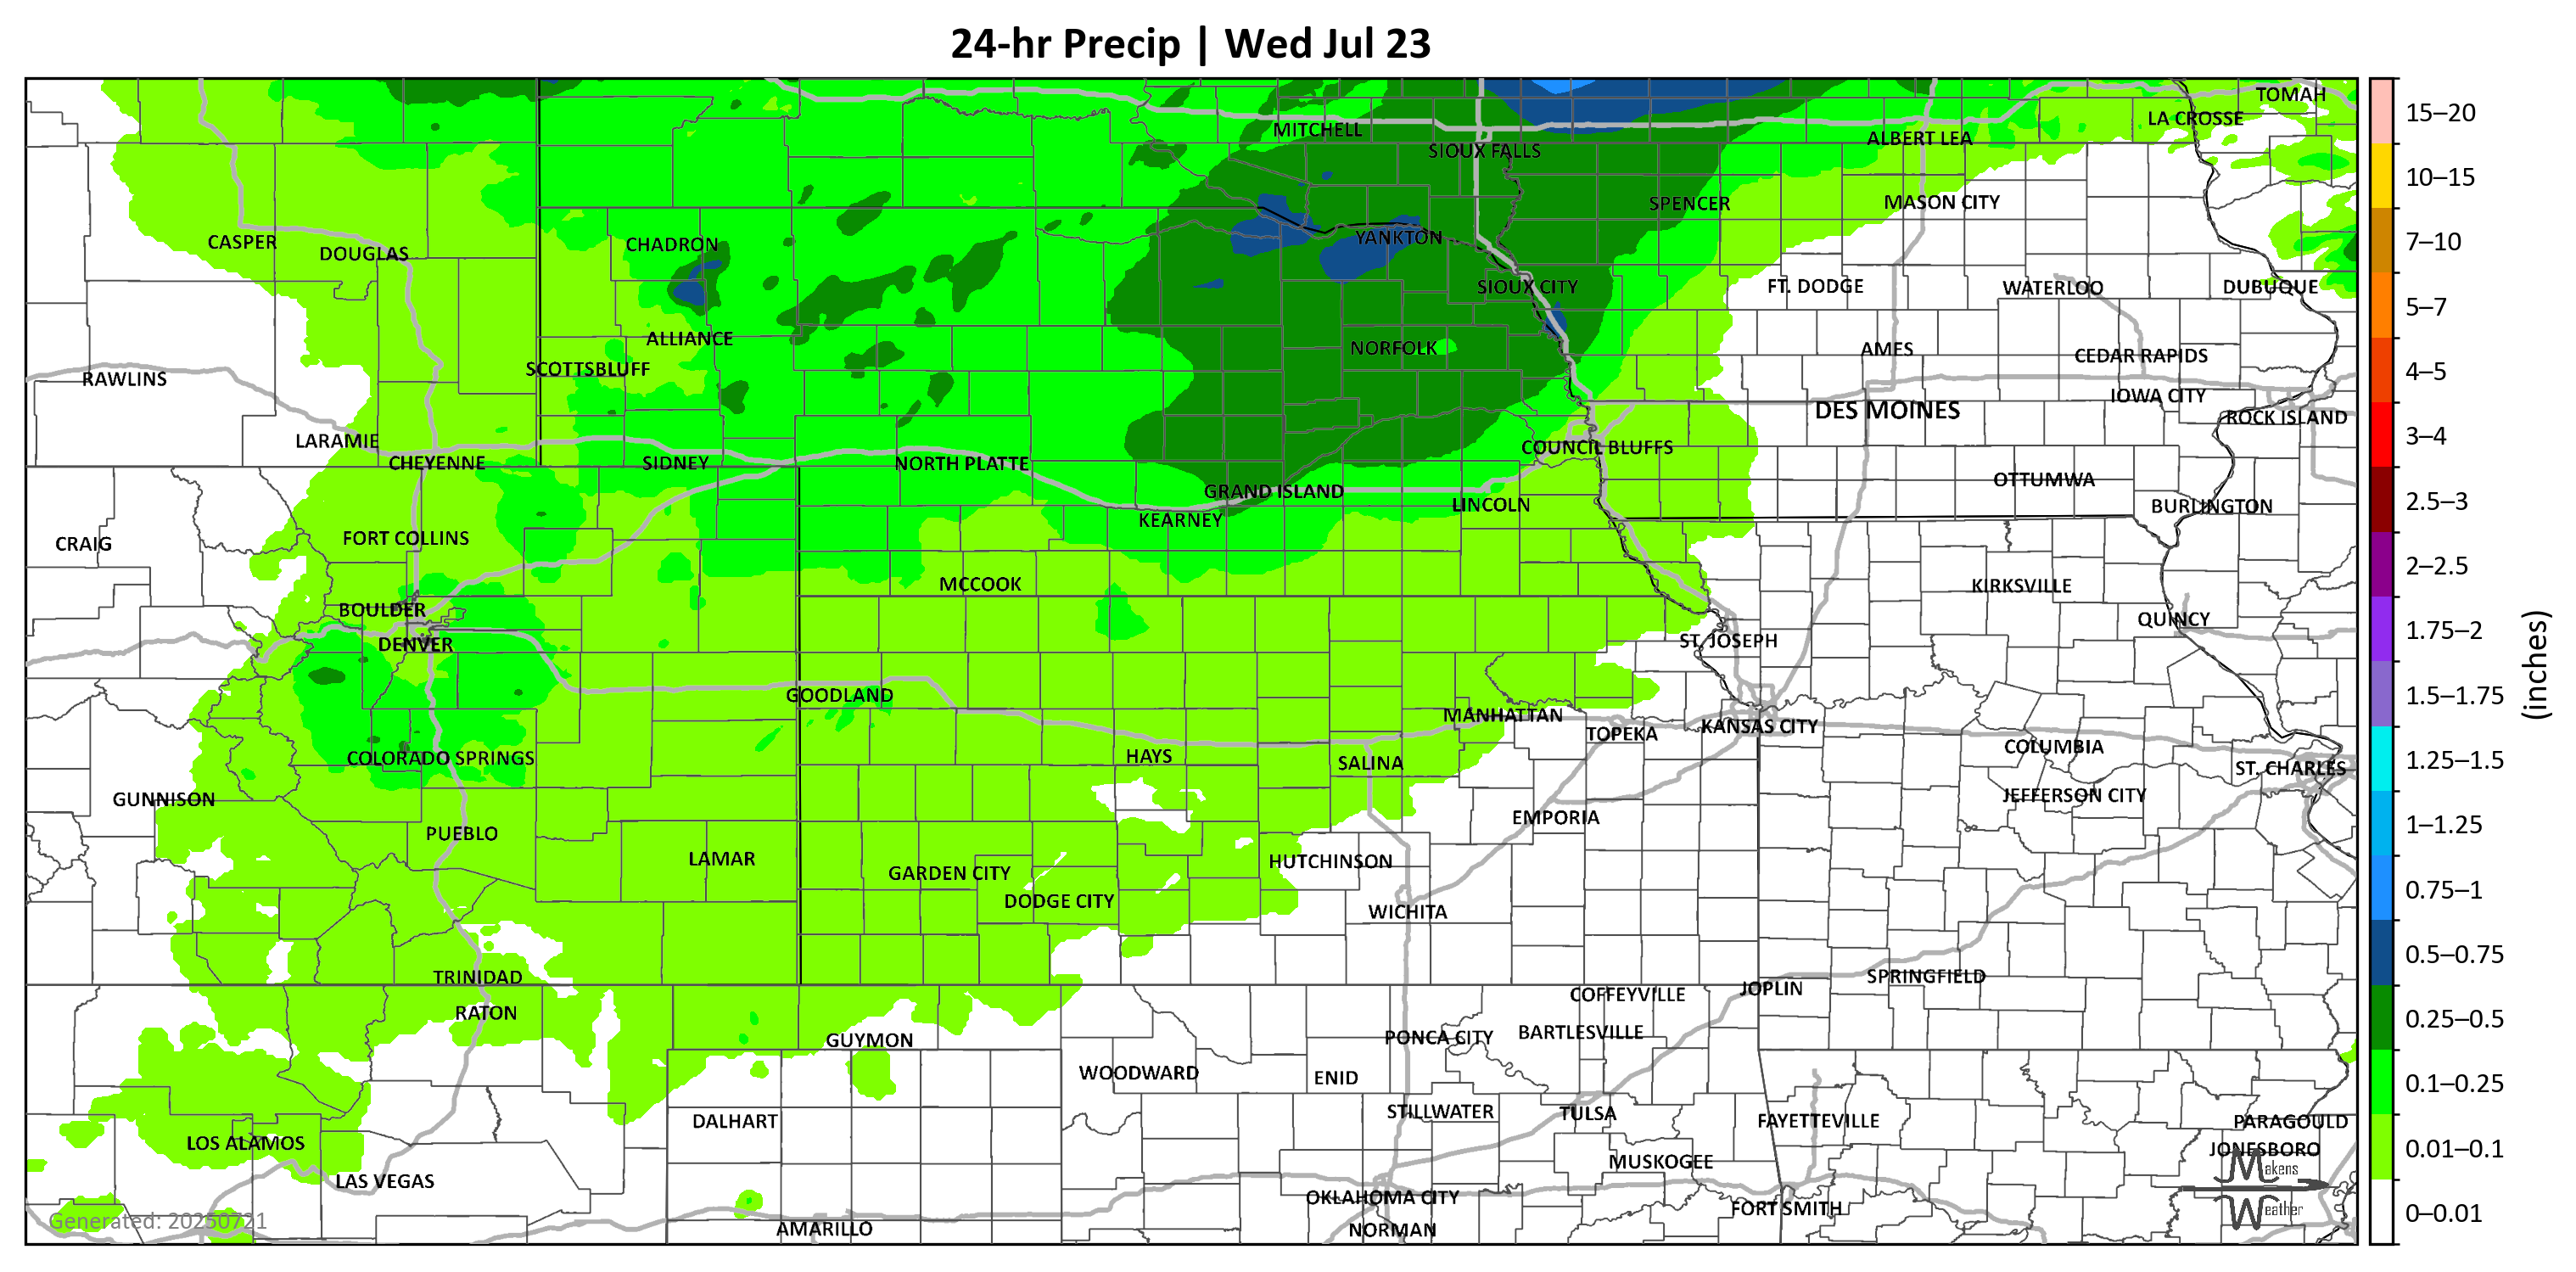 24-hr Precip | Wed Jul 23
TOMAH
LA CROSSE
MITCHELL
ALBERT LEA
SIOUX FALLS
SPENCER
MASON CITY
CASPER
DOUGLAS
CHADRON
YANKTON
SIOUX CITY
FT. DODGE
WATERLOO
DUBUQUE
ALLIANCE
NORFOLK
AMES
CEDAR RAPIDS
SCOTTSBLUFF
RAWLINS
IOWA CITY
DES MOINES
ROCK ISLAND
LARAMIE
COUNCIL BLUFFS
CHEYENNE
SIDNEY
NORTH PLATTE
OTTUMWA
GRAND ISLAND
LINCOLN
BURLINGTON
KEARNEY
FORT COLLINS
CRAIG
MCCOOK
KIRKSVILLE
BOULDER
QUINCY
DENVER
ST. JOSEPH
GOODLAND
MANHATTAN
KANSAS CITY
TOPEKA
COLUMBIA
COLORADO SPRINGS
HAYS
SALINA
ST. CHARLES
GUNNISON
JEFFERSON CITY
EMPORIA
PUEBLO
LAMAR
HUTCHINSON
GARDEN CITY
DODGE CITY
WICHITA
TRINIDAD
SPRINGFIELD
JOPLIN
COFFEYVILLE
RATON
BARTLESVILLE
PONCA CITY
GUYMON
WOODWARD
ENID
STILLWATER
TULSA
DALHART
FAYETTEVILLE
PARAGOULD
LOS ALAMOS
JONESBORO
MUSKOGEE
LAS VEGAS
OKLAHOMA CITY
FORT SMITH
AMARILLO
NORMAN
Generated: 20250721
Makens
Weather
15–20
10–15
7–10
5–7
4–5
3–4
2.5–3
2–2.5
1.75–2
1.5–1.75
1.25–1.5
1–1.25
0.75–1
0.5–0.75
0.25–0.5
0.1–0.25
0.01–0.1
0–0.01
(inches)